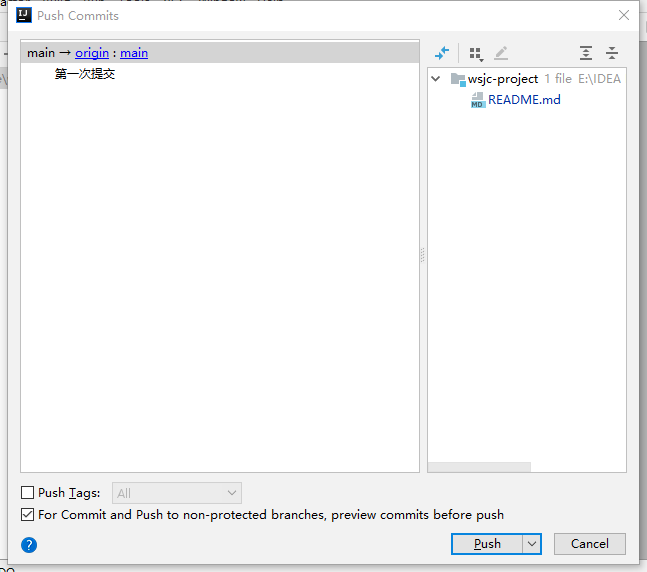 Push Commits
main → origin : main
第一次提交
wsjc-project 1 file E:\IDEA
MD README.md
Push Tags: All
For Commit and Push to non-protected branches, preview commits before push
? Push Cancel